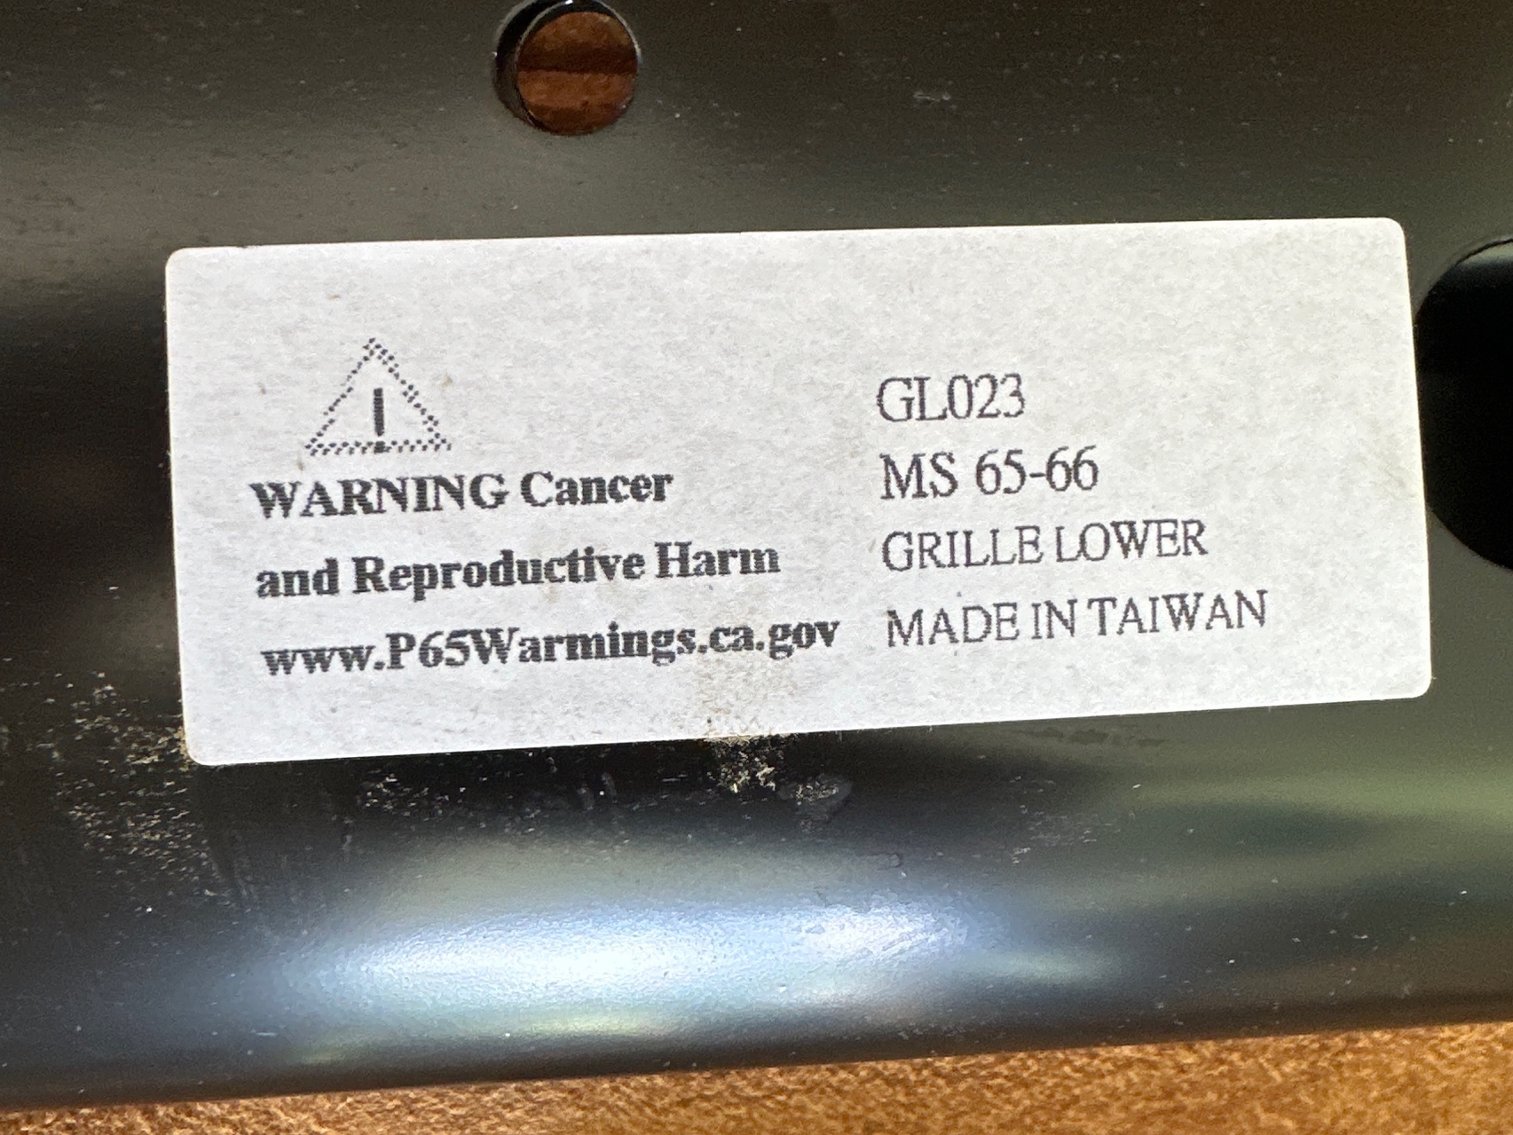 WARNING Cancer
and Reproductive Harm
www.P65Warmings.ca.gov
GL023
MS 65-66
GRILLE LOWER
MADE IN TAIWAN